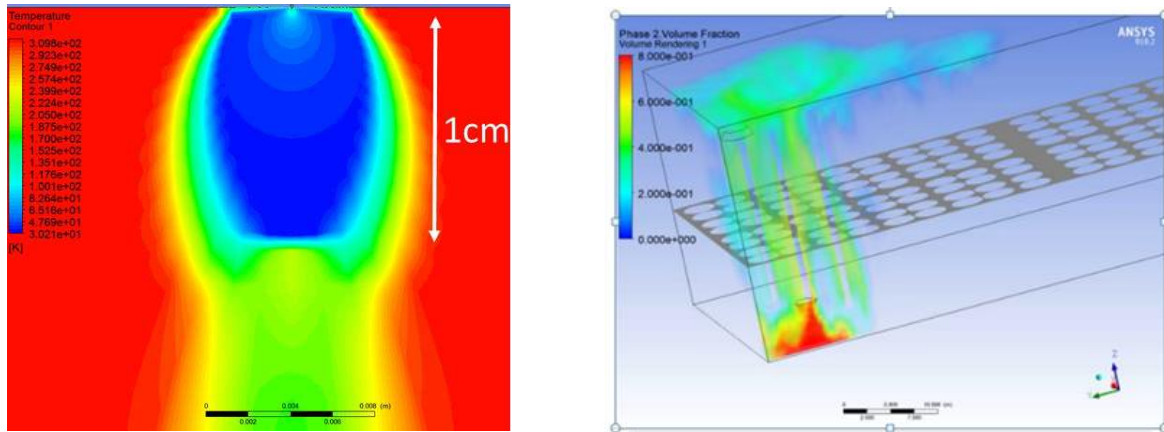 Temperature
Contour 1
3.098e+02
2.923e+02
2.749e+02
2.574e+02
2.399e+02
2.224e+02
2.050e+02
1.875e+02
1.700e+02
1.525e+02
1.351e+02
1.176e+02
1.001e+02
8.264e+01
6.516e+01
4.769e+01
3.021e+01
[K]
1cm
0 0.004 0.008 (m)
0.002 0.006
Phase 2.Volume Fraction
Volume Rendering 1
8.000e-001
6.000e-001
4.000e-001
2.000e-001
0.000e+000
ANSYS
R18.2
Z
0